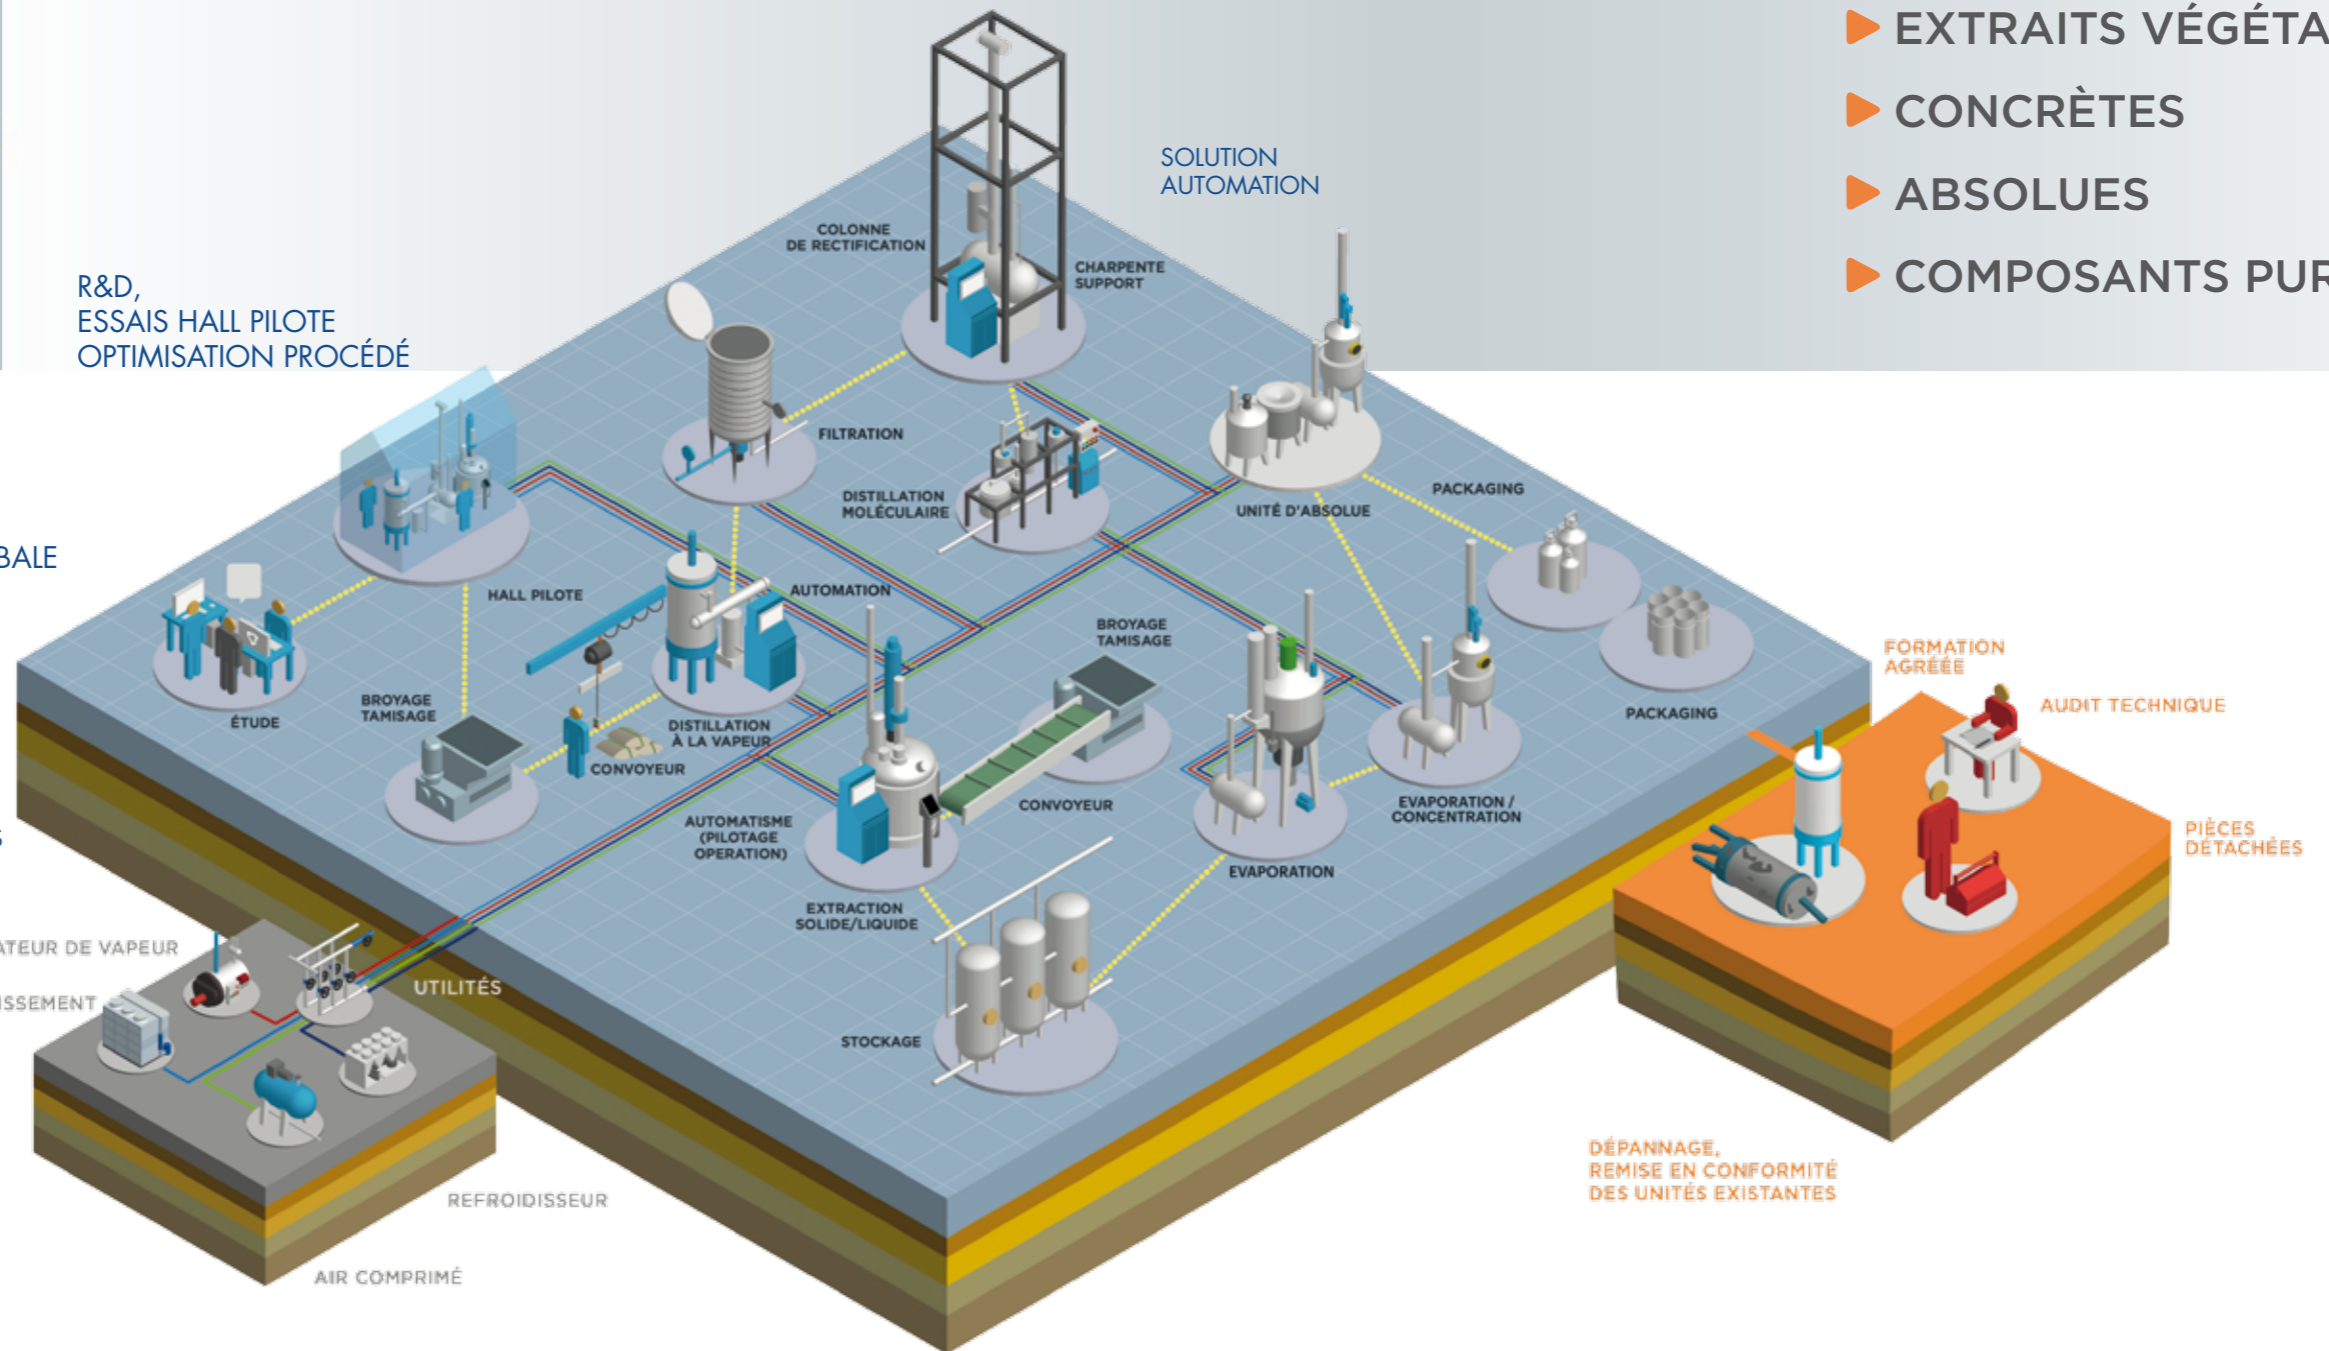 EXTRAITS VÉGÉTA
CONCRÈTES
ABSOLUES
COMPOSANTS PUR
SOLUTION
AUTOMATION
R&D,
ESSAIS HALL PILOTE
OPTIMISATION PROCÉDÉ
COLONNE
DE RECTIFICATION
CHARPENTE
SUPPORT
FILTRATION
DISTILLATION
MOLÉCULAIRE
UNITÉ D'ABSOLUE
PACKAGING
BALE
HALL PILOTE
AUTOMATION
BROYAGE
TAMISAGE
ÉTUDE
BROYAGE
TAMISAGE
DISTILLATION
À LA VAPEUR
CONVOYEUR
PACKAGING
FORMATION
AGRÉÉE
AUDIT TECHNIQUE
PIÈCES
DÉTACHÉES
S
AUTOMATISME
(PILOTAGE
OPERATION)
CONVOYEUR
EVAPORATION /
CONCENTRATION
EVAPORATION
EXTRACTION
SOLIDE/LIQUIDE
ATEUR DE VAPEUR
UTILITÉS
ISSEMENT
STOCKAGE
DÉPANNAGE,
REMISE EN CONFORMITÉ
DES UNITÉS EXISTANTES
REFROIDISSEUR
AIR COMPRIMÉ